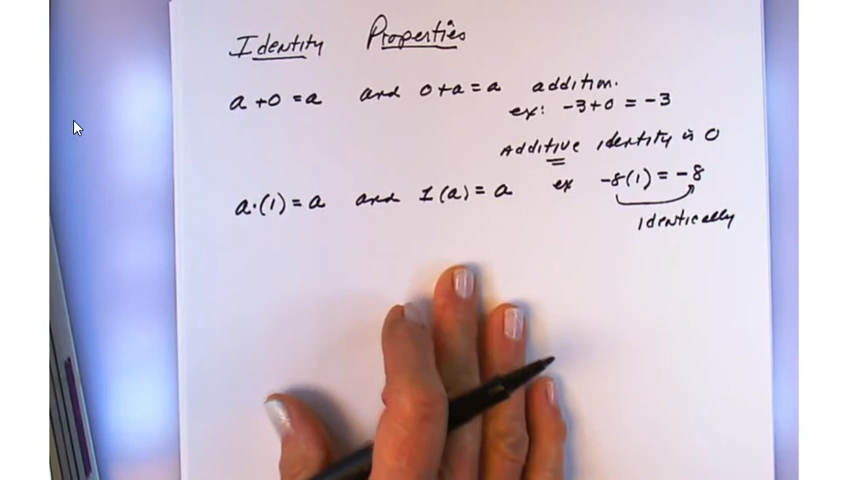 Identity Properties
a + 0 = a and 0 + a = a addition.
ex: -3 + 0 = -3
Additive identity is 0
a·(1) = a and 1(a) = a ex -8(1) = -8
identically